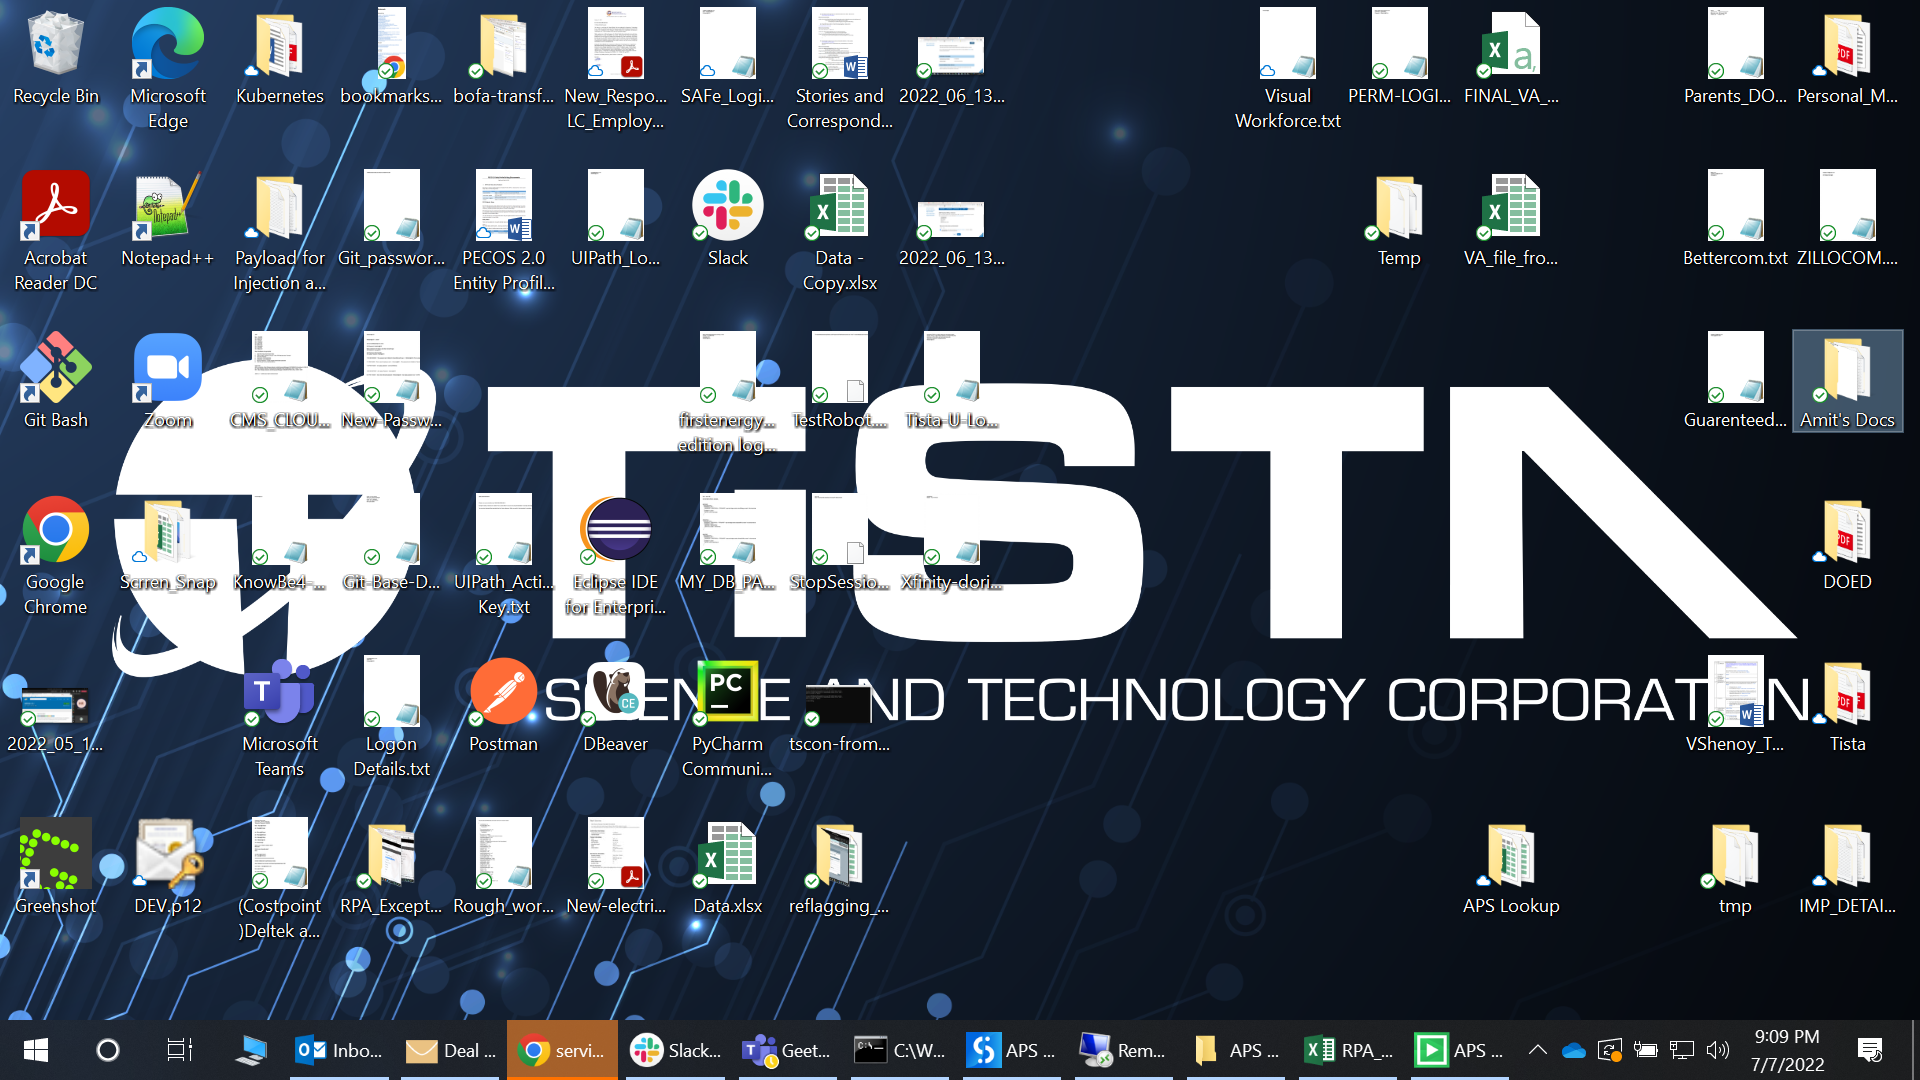 Recycle Bin
Microsoft
Edge
Kubernetes
bookmarks...
bofa-transf...
New_Respo...
LC_Employ...
SAFe_Logi...
Stories and
Correspond...
2022_06_13...
Visual
Workforce.txt
PERM-LOGI...
FINAL_VA_...
Parents_DO...
Personal_M...
Acrobat
Reader DC
Notepad++
Payload for
Injection a...
Git_passwor...
PECOS 2.0
Entity Profil...
UIPath_Lo...
Slack
Data -
Copy.xlsx
2022_06_13...
Temp
VA_file_fro...
Bettercom.txt
ZILLOCOM....
Git Bash
Zoom
CMS_CLOU...
New-Passw...
firstenergy...
edition log...
TestRobot...
Tista-U-Lo...
Guarenteed...
Amit's Docs
TiSTA
SCIENCE AND TECHNOLOGY CORPORATION
Google
Chrome
Scrren_Snap
KnowBe4-...
Git-Base-D...
UIPath_Acti...
Key.txt
Eclipse IDE
for Enterpri...
MY_DB_PA...
StopSessio...
Xfinity-dori...
DOED
2022_05_1...
Microsoft
Teams
Logon
Details.txt
Postman
DBeaver
PyCharm
Communi...
tscon-from...
VShenoy_T...
Tista
Greenshot
DEV.p12
(Costpoint
)Deltek a...
RPA_Except...
Rough_wor...
New-electri...
Data.xlsx
reflagging_...
APS Lookup
tmp
IMP_DETAI...
Inbo...
Deal ...
servi...
Slack...
Geet...
C:\W...
APS ...
Rem...
APS ...
RPA_...
APS ...
9:09 PM
7/7/2022